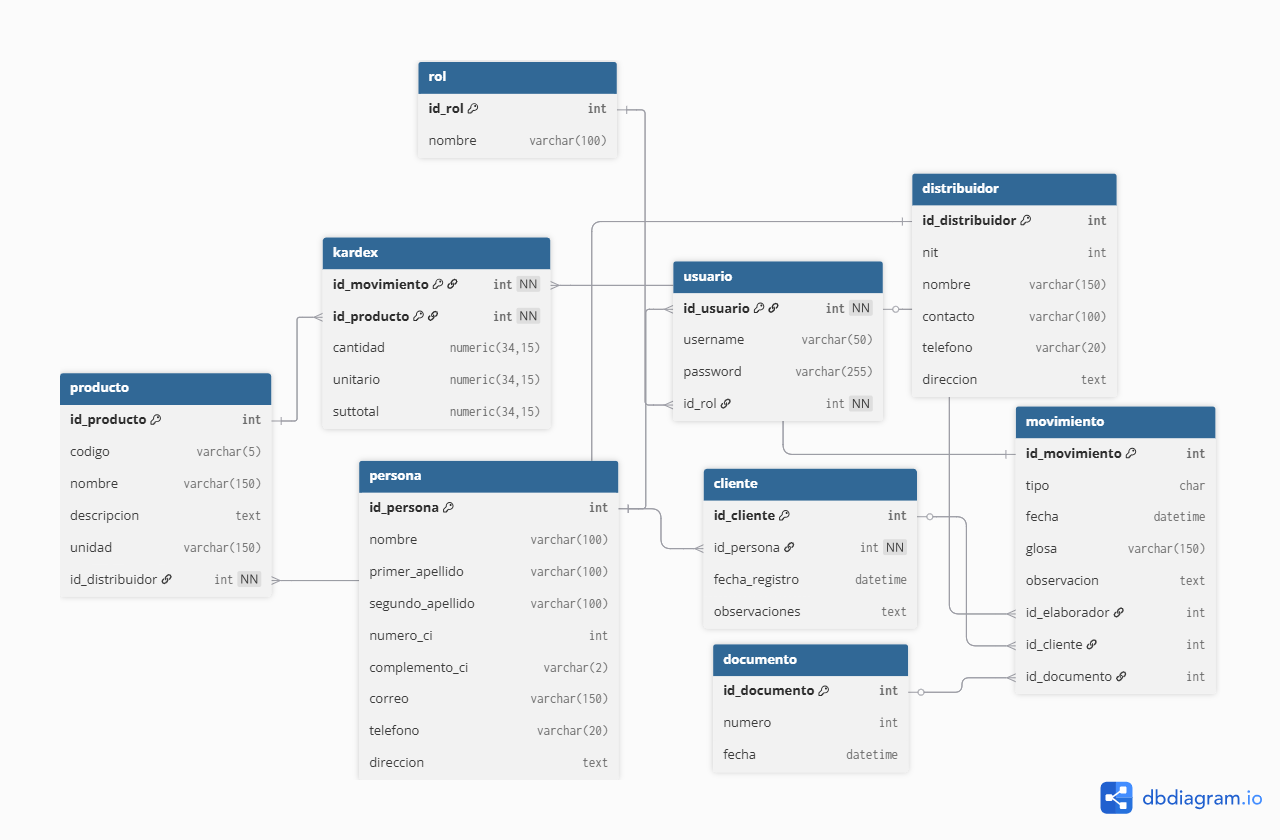 rol
id_rol int
nombre varchar(100)
distribuidor
id_distribuidor int
nit int
nombre varchar(150)
contacto varchar(100)
telefono varchar(20)
direccion text
kardex
id_movimiento int NN
id_producto int NN
cantidad numeric(34,15)
unitario numeric(34,15)
suttotal numeric(34,15)
usuario
id_usuario int NN
username varchar(50)
password varchar(255)
id_rol int NN
producto
id_producto int
codigo varchar(5)
nombre varchar(150)
descripcion text
unidad varchar(150)
id_distribuidor int NN
movimiento
id_movimiento int
tipo char
fecha datetime
glosa varchar(150)
observacion text
id_elaborador int
id_cliente int
id_documento int
persona
id_persona int
nombre varchar(100)
primer_apellido varchar(100)
segundo_apellido varchar(100)
numero_ci int
complemento_ci varchar(2)
correo varchar(150)
telefono varchar(20)
direccion text
cliente
id_cliente int
id_persona int NN
fecha_registro datetime
observaciones text
documento
id_documento int
numero int
fecha datetime
dbdiagram.io